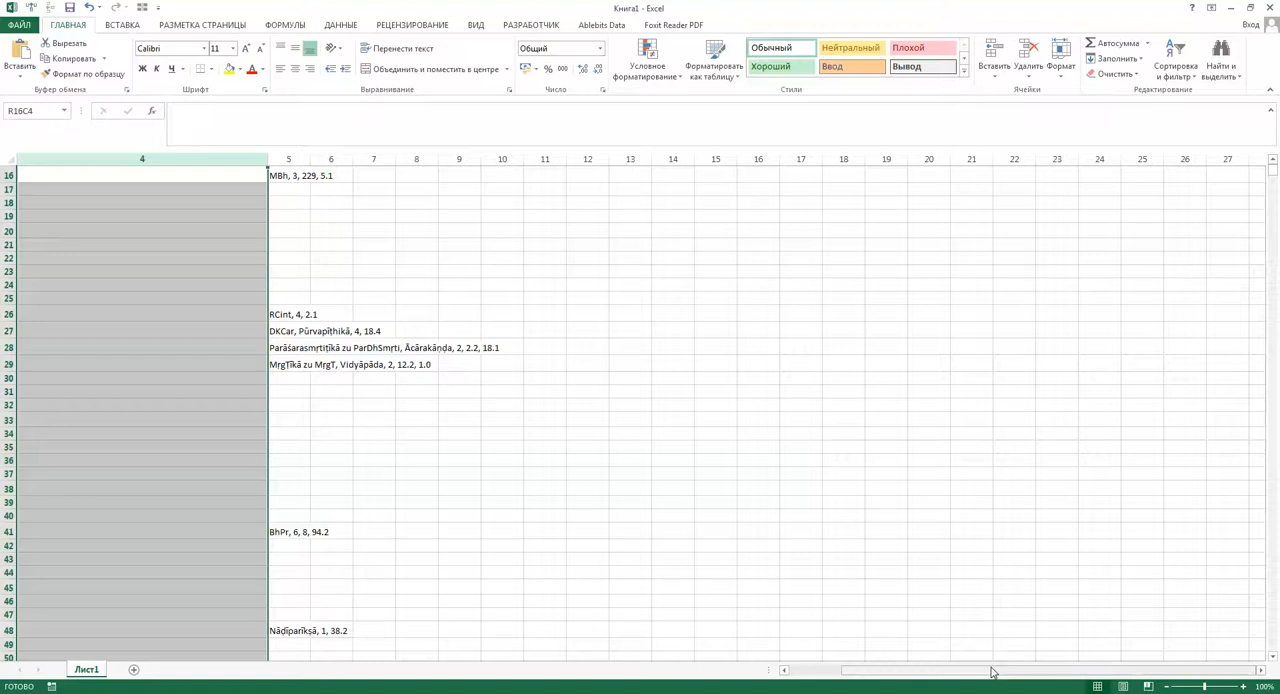 Книга1 - Excel
ФАЙЛ ГЛАВНАЯ ВСТАВКА РАЗМЕТКА СТРАНИЦЫ ФОРМУЛЫ ДАННЫЕ РЕЦЕНЗИРОВАНИЕ ВИД РАЗРАБОТЧИК Ablebits Data Foxit Reader PDF Вход
Вставить
Вырезать
Копировать
Формат по образцу
Буфер обмена
Calibri 11
Ж К Ч
Шрифт
Перенести текст
Объединить и поместить в центре
Выравнивание
Общий
% 000
Число
Условное форматирование
Форматировать как таблицу
Обычный Нейтральный Плохой
Хороший Ввод Вывод
Стили
Вставить Удалить Формат
Ячейки
Автосумма
Заполнить
Очистить
Сортировка и фильтр
Найти и выделить
Редактирование
R16C4
4 5 6 7 8 9 10 11 12 13 14 15 16 17 18 19 20 21 22 23 24 25 26 27
16 MBh, 3, 229, 5.1
17
18
19
20
21
22
23
24
25
26 RCint, 4, 2.1
27 DKCar, Pūrvapīṭhikā, 4, 18.4
28 Parāśarasmṛtiṭīkā zu ParDhSmṛti, Ācārakāṇḍa, 2, 2.2, 18.1
29 MṛgṬīkā zu MṛgT, Vidyāpāda, 2, 12.2, 1.0
30
31
32
33
34
35
36
37
38
39
40
41 BhPr, 6, 8, 94.2
42
43
44
45
46
47
48 Nāḍīparīkṣā, 1, 38.2
49
50
Лист1
ГОТОВО
100%